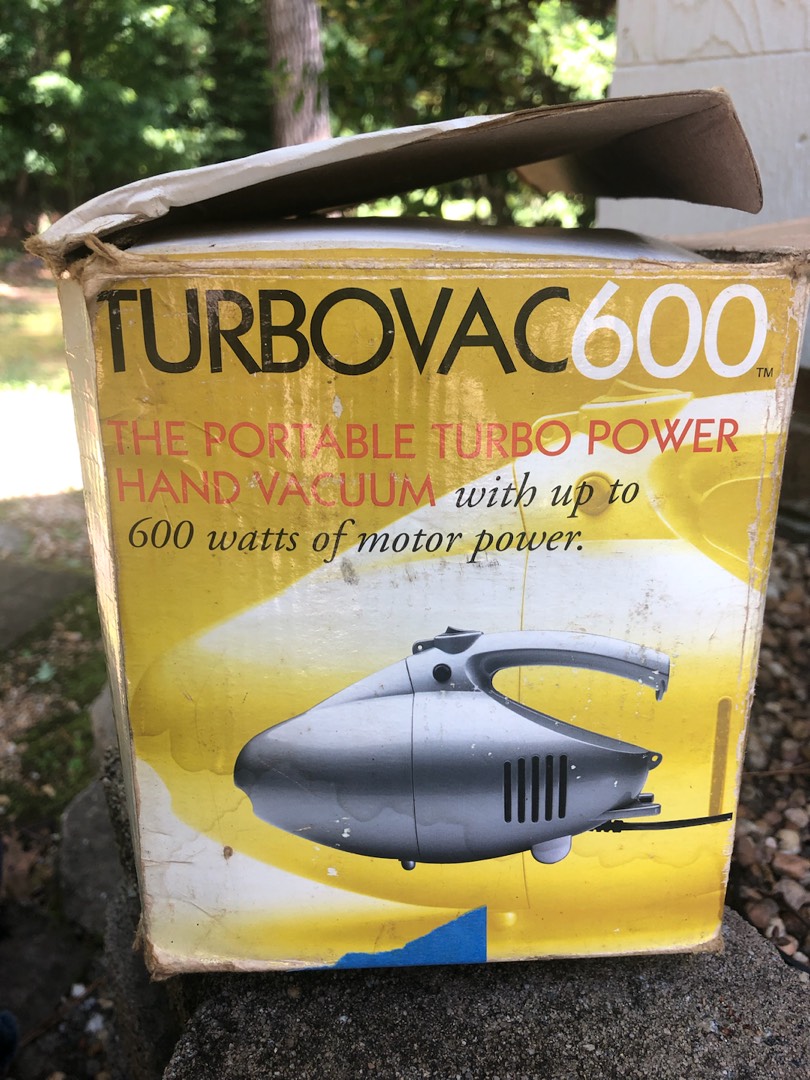 TURBOVAC600™
THE PORTABLE TURBO POWER
HAND VACUUM with up to
600 watts of motor power.